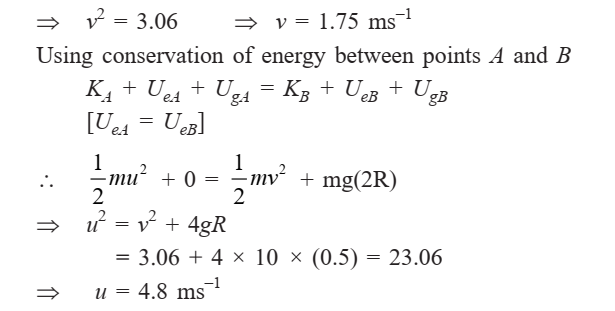 ⇒ v² = 3.06 ⇒ v = 1.75 ms⁻¹
Using conservation of energy between points A and B
K_A + U_eA + U_gA = K_B + U_eB + U_gB
[U_eA = U_eB]
∴ 1/2 mu² + 0 = 1/2 mv² + mg(2R)
⇒ u² = v² + 4gR
= 3.06 + 4 × 10 × (0.5) = 23.06
⇒ u = 4.8 ms⁻¹